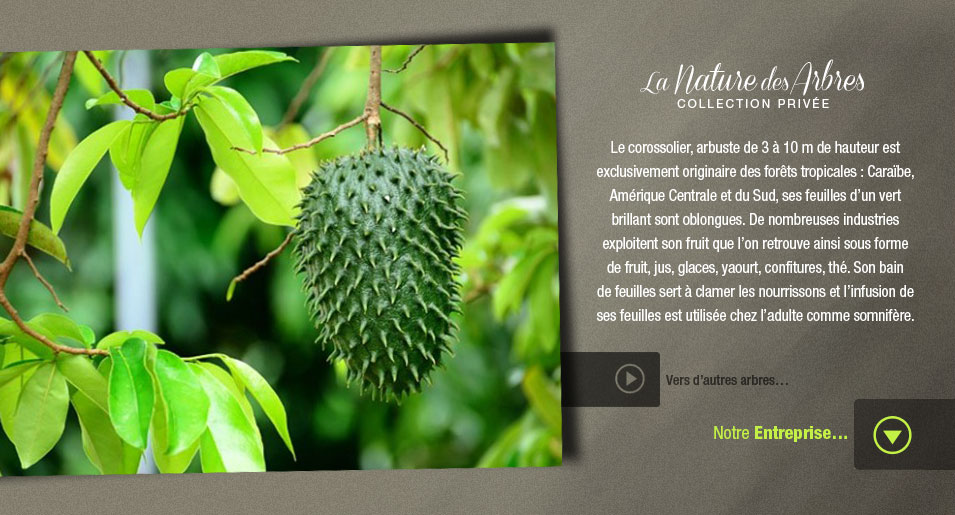 La Nature des Arbres
COLLECTION PRIVÉE
Le corossolier, arbuste de 3 à 10 m de hauteur est
exclusivement originaire des forêts tropicales : Caraïbe,
Amérique Centrale et du Sud, ses feuilles d’un vert
brillant sont oblongues. De nombreuses industries
exploitent son fruit que l’on retrouve ainsi sous forme
de fruit, jus, glaces, yaourt, confitures, thé. Son bain
de feuilles sert à clamer les nourrissons et l’infusion de
ses feuilles est utilisée chez l’adulte comme somnifère.
Vers d’autres arbres…
Notre Entreprise…